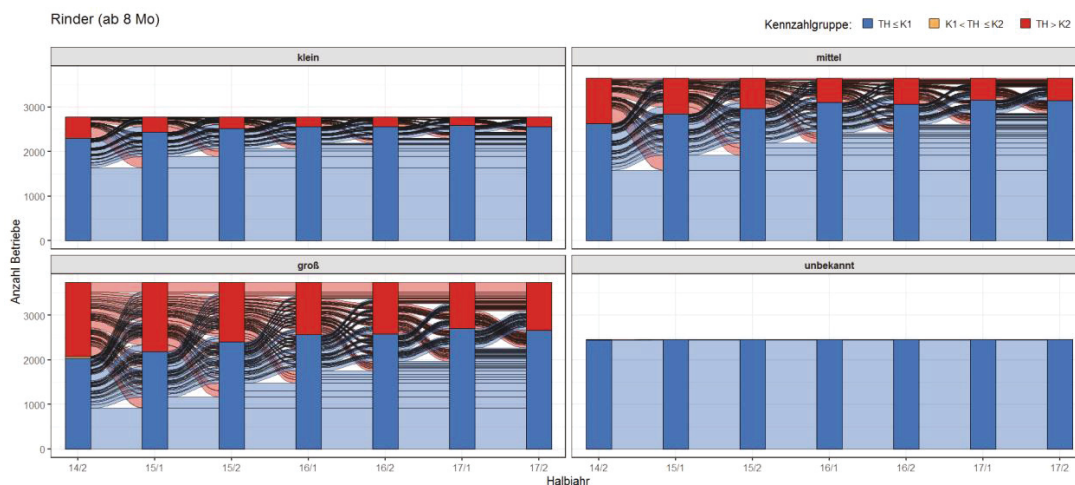 Rinder (ab 8 Mo)
Kennzahlgruppe: TH ≤ K1 K1 < TH ≤ K2 TH > K2
klein
mittel
3000
2000
1000
0
groß
unbekannt
3000
2000
1000
0
Anzahl Betriebe
14/2 15/1 15/2 16/1 16/2 17/1 17/2
14/2 15/1 15/2 16/1 16/2 17/1 17/2
Halbjahr